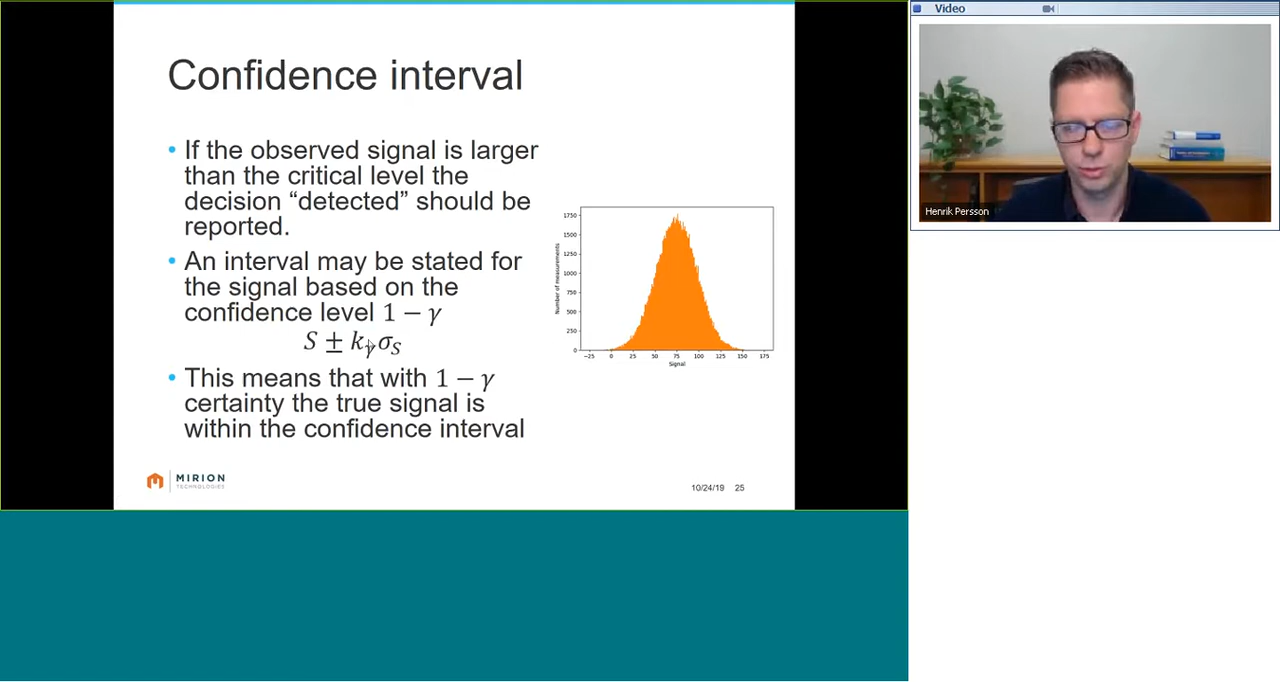 Confidence interval
• If the observed signal is larger
than the critical level the
decision “detected” should be
reported.
• An interval may be stated for
the signal based on the
confidence level 1 − γ
S ± kγσS
• This means that with 1 − γ
certainty the true signal is
within the confidence interval
1750
1500
1250
1000
750
500
250
0
Number of measurements
−25 0 25 50 75 100 125 150 175
Signal
MIRION
TECHNOLOGIES
10/24/19 25
Video
Henrik Persson